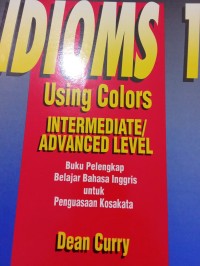 IDIOMS
Using Colors
INTERMEDIATE/
ADVANCED LEVEL
Buku Pelengkap
Belajar Bahasa Inggris
untuk
Penguasaan Kosakata
Dean Curry